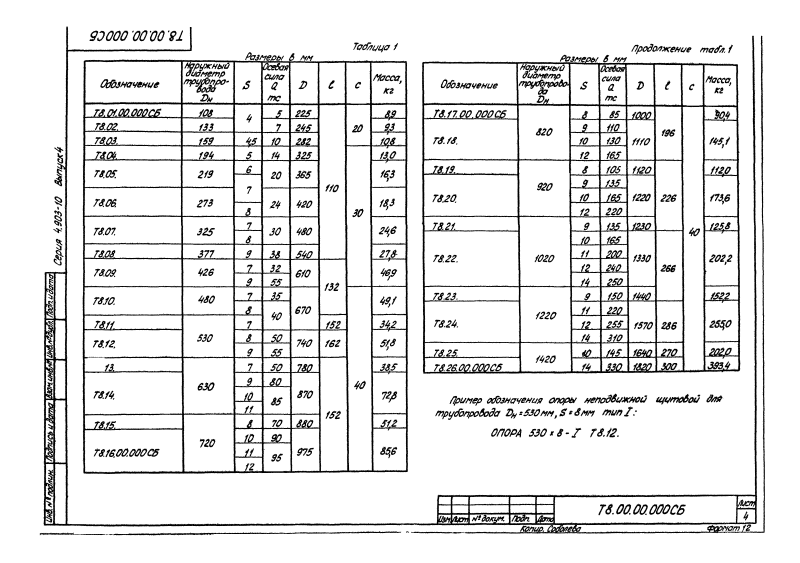 Т8.00.00.000СБ
Таблица 1
Размеры в мм
Обозначение | Наружный диаметр трубопровода Dн | S | Осевая сила Q тс | D | ℓ | с | Масса, кг
Т8.01.00.000СБ | 108 | 4 | 5 | 225 | 110 | 20 | 8,9
Т8.02. | 133 | 7 | 245 | 9,3
Т8.03. | 159 | 4,5 | 10 | 282 | 10,8
Т8.04. | 194 | 5 | 14 | 325 | 30 | 13,0
Т8.05. | 219 | 6 | 20 | 365 | 16,3
7
Т8.06. | 273 | 24 | 420 | 18,3
8
Т8.07. | 325 | 7 | 30 | 480 | 24,6
8
Т8.08. | 377 | 9 | 38 | 540 | 27,8
Т8.09. | 426 | 7 | 32 | 610 | 132 | 40 | 46,9
9 | 55
Т8.10. | 480 | 7 | 35 | 670 | 49,1
8 | 40
Т8.11. | 530 | 7 | 152 | 34,2
Т8.12. | 8 | 50 | 740 | 162 | 51,8
9 | 55
13. | 630 | 7 | 50 | 780 | 152 | 38,5
Т8.14. | 9 | 80 | 870 | 72,8
10 | 85
11
Т8.15. | 720 | 8 | 70 | 880 | 51,2
Т8.16.00.000СБ | 10 | 90 | 975 | 85,6
11 | 95
12
Продолжение табл. 1
Размеры в мм
Обозначение | Наружный диаметр трубопровода Dн | S | Осевая сила Q тс | D | ℓ | с | Масса, кг
Т8.17.00.000СБ | 820 | 8 | 85 | 1000 | 196 | 40 | 90,4
Т8.18. | 9 | 110 | 1110 | 145,1
10 | 130
12 | 165
Т8.19. | 920 | 8 | 105 | 1120 | 226 | 112,0
Т8.20. | 9 | 135 | 1220 | 173,6
10 | 165
12 | 220
Т8.21. | 1020 | 9 | 135 | 1230 | 266 | 125,8
Т8.22. | 10 | 165 | 1330 | 202,2
11 | 200
12 | 240
14 | 250
Т8.23. | 1220 | 9 | 150 | 1440 | 286 | 152,2
Т8.24. | 11 | 220 | 1570 | 255,0
12 | 255
14 | 310
Т8.25. | 1420 | 10 | 145 | 1640 | 270 | 202,0
Т8.26.00.000СБ | 14 | 330 | 1820 | 300 | 393,4
Пример обозначения опоры неподвижной щитовой для
трубопровода Dн=530мм, S=8мм тип I:
ОПОРА 530 х 8 - I Т8.12.
Серия 4.903-10 Выпуск 4
Инв. № подлин. Подпись и дата Взам. инв.№ Инв.№дубл. Подп. и дата
Изм Лист № докум. Подп. Дата
Т8.00.00.000СБ
Лист
4
Копир. Соболева
Формат 12